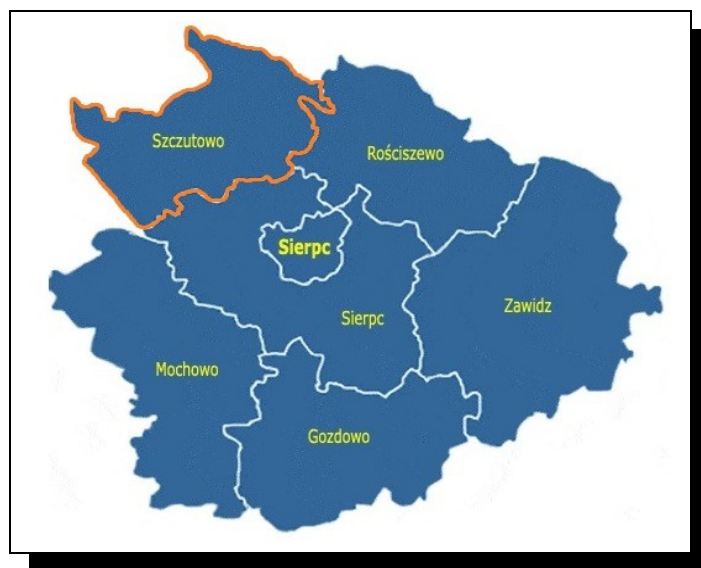 Szczutowo
Rościszewo
Sierpc
Zawidz
Sierpc
Mochowo
Gozdowo